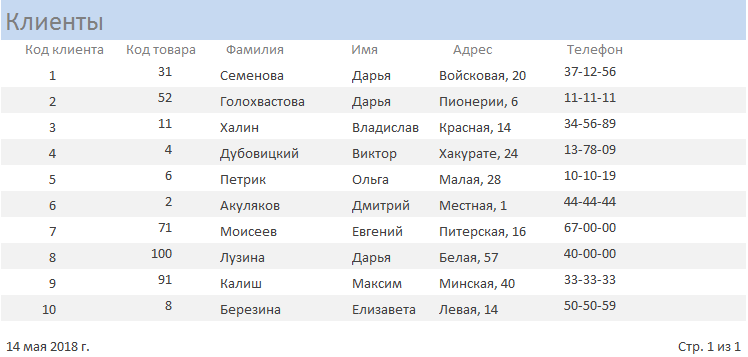 Клиенты
Код клиента Код товара Фамилия Имя Адрес Телефон
1 31 Семенова Дарья Войсковая, 20 37-12-56
2 52 Голохвастова Дарья Пионерии, 6 11-11-11
3 11 Халин Владислав Красная, 14 34-56-89
4 4 Дубовицкий Виктор Хакурате, 24 13-78-09
5 6 Петрик Ольга Малая, 28 10-10-19
6 2 Акуляков Дмитрий Местная, 1 44-44-44
7 71 Моисеев Евгений Питерская, 16 67-00-00
8 100 Лузина Дарья Белая, 57 40-00-00
9 91 Калиш Максим Минская, 40 33-33-33
10 8 Березина Елизавета Левая, 14 50-50-59
14 мая 2018 г. Стр. 1 из 1